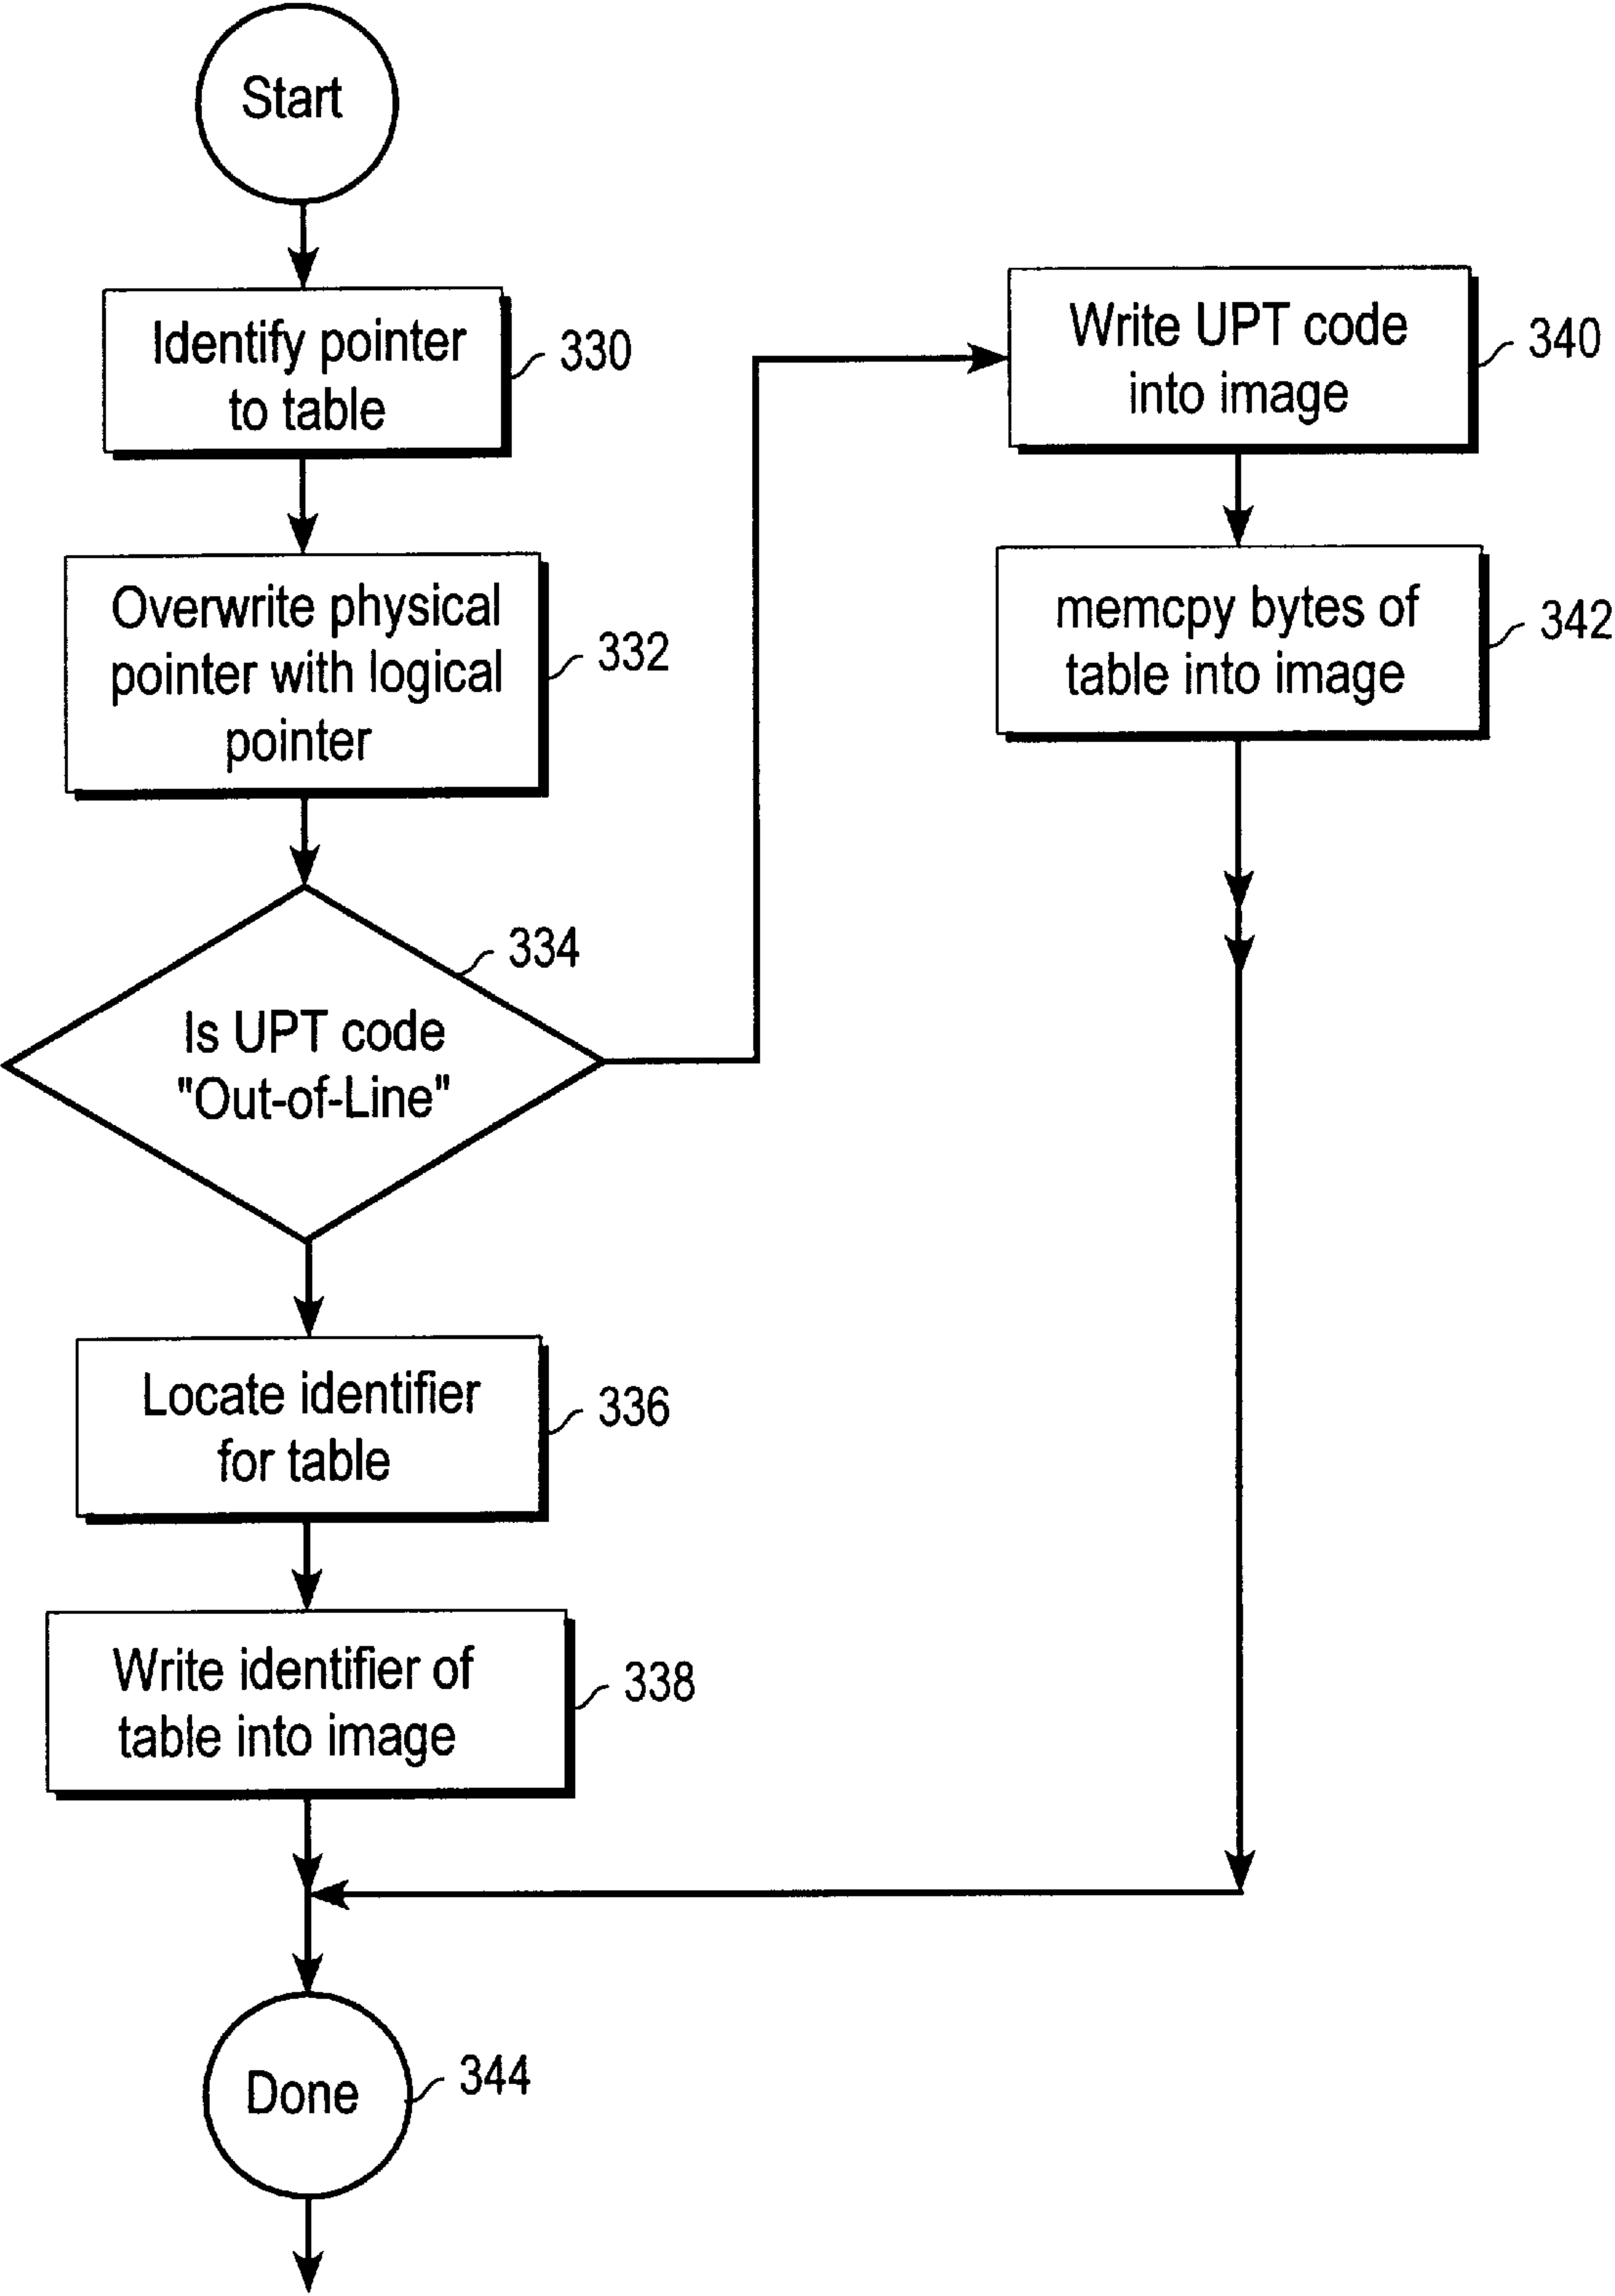 Start
Identify pointer
to table
330
Overwrite physical
pointer with logical
pointer
332
334
Is UPT code
"Out-of-Line"
Locate identifier
for table
336
Write identifier of
table into image
338
Write UPT code
into image
340
memcpy bytes of
table into image
342
Done
344